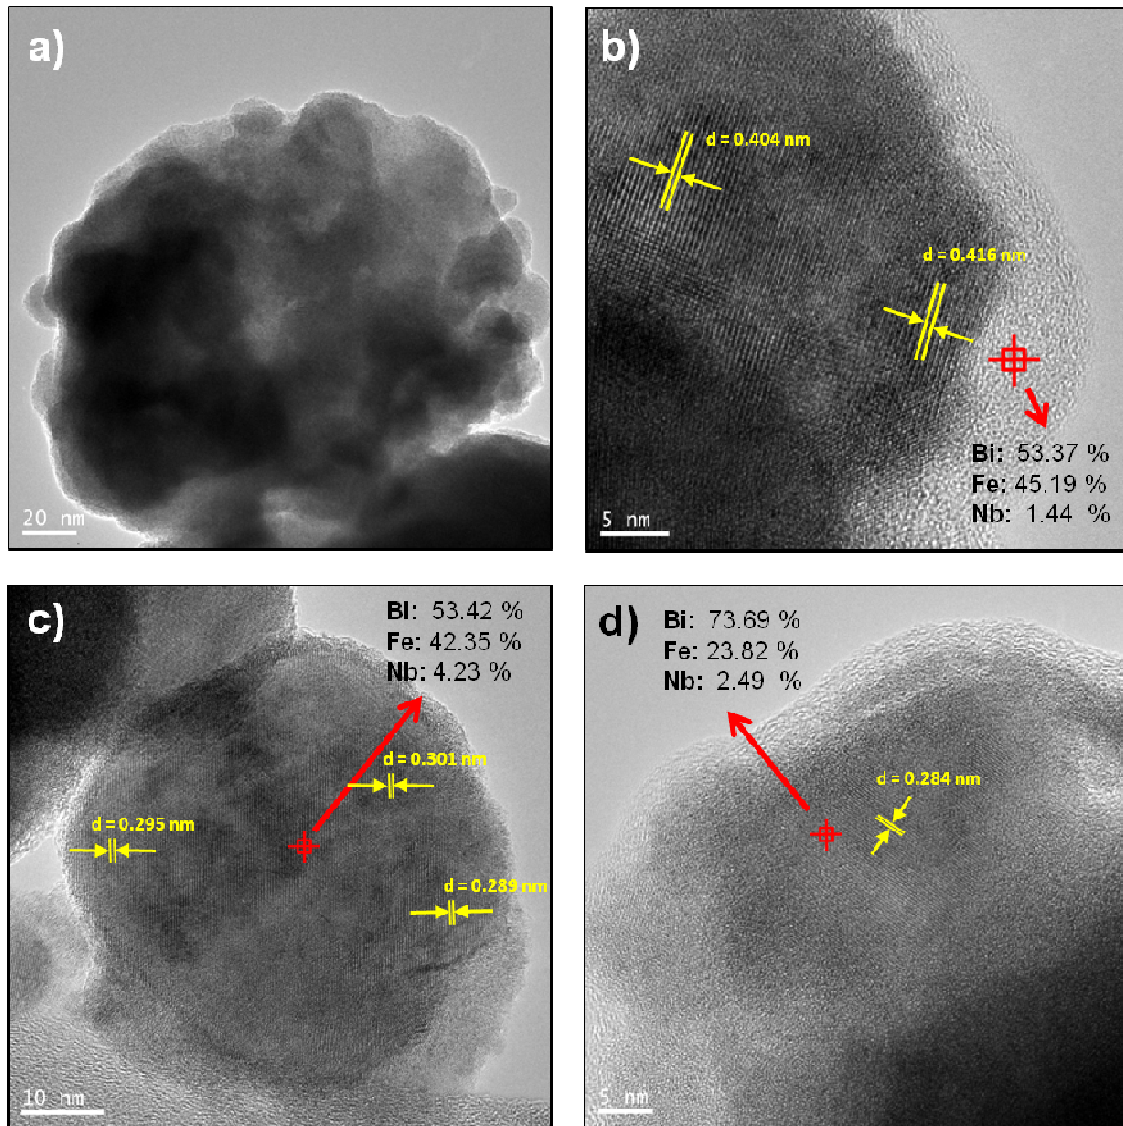 a)
20 nm
b)
d = 0.404 nm
d = 0.416 nm
Bi: 53.37 %
Fe: 45.19 %
Nb: 1.44 %
5 nm
c)
Bi: 53.42 %
Fe: 42.35 %
Nb: 4.23 %
d = 0.301 nm
d = 0.295 nm
d = 0.289 nm
10 nm
d)
Bi: 73.69 %
Fe: 23.82 %
Nb: 2.49 %
d = 0.284 nm
5 nm